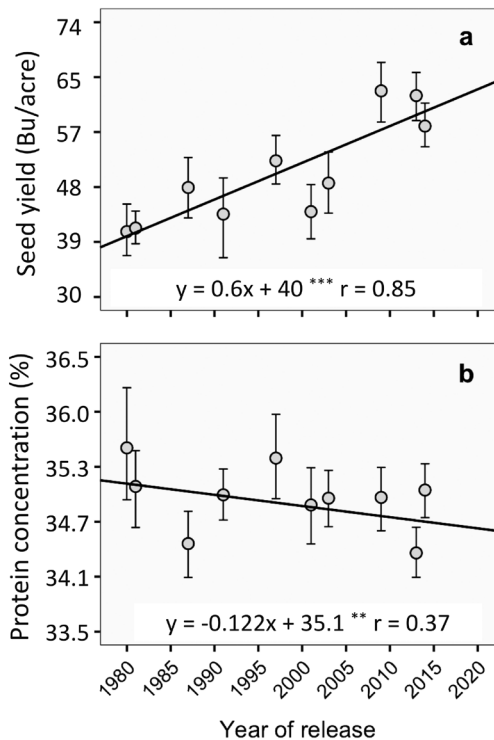 a
Seed yield (Bu/acre)
74
65
57
48
39
30
y = 0.6x + 40 *** r = 0.85
b
Protein concentration (%)
36.5
36.0
35.3
34.7
34.1
33.5
y = -0.122x + 35.1 ** r = 0.37
1980 1985 1990 1995 2000 2005 2010 2015 2020
Year of release